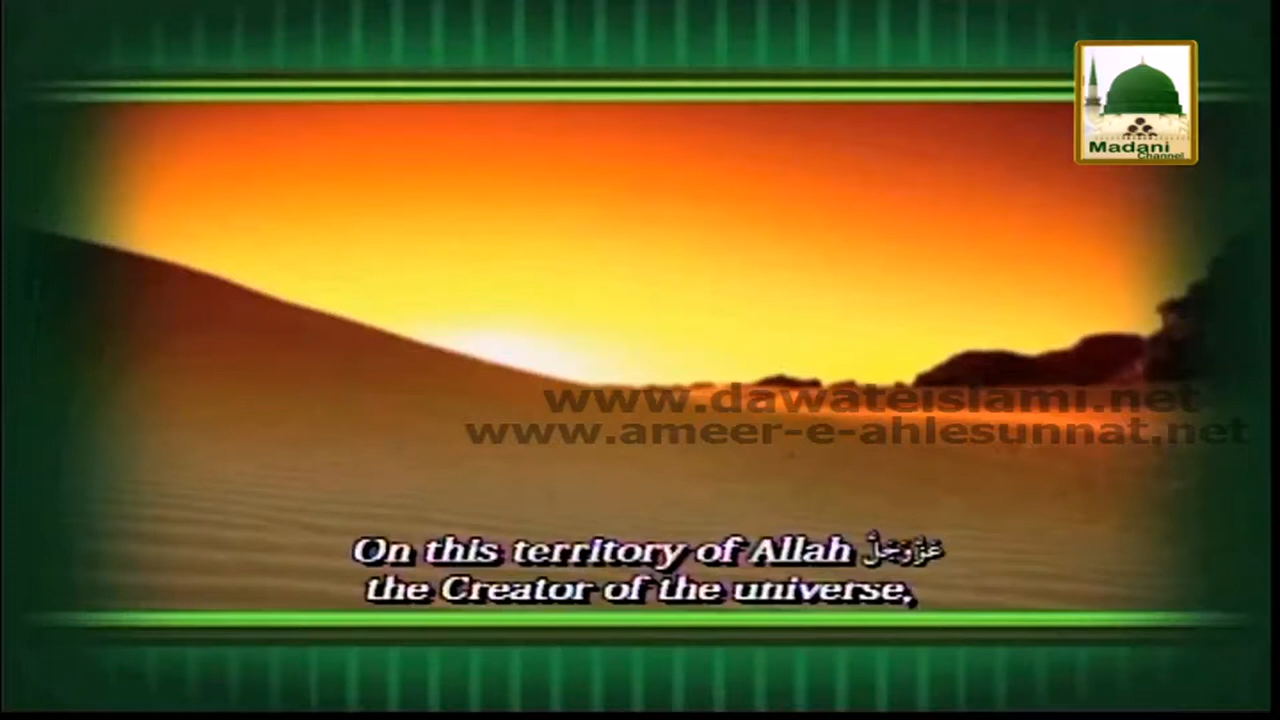 Madani
Channel
www.dawateislami.net
www.ameer-e-ahlesunnat.net
On this territory of Allah عَزَّوَجَلَّ
the Creator of the universe,